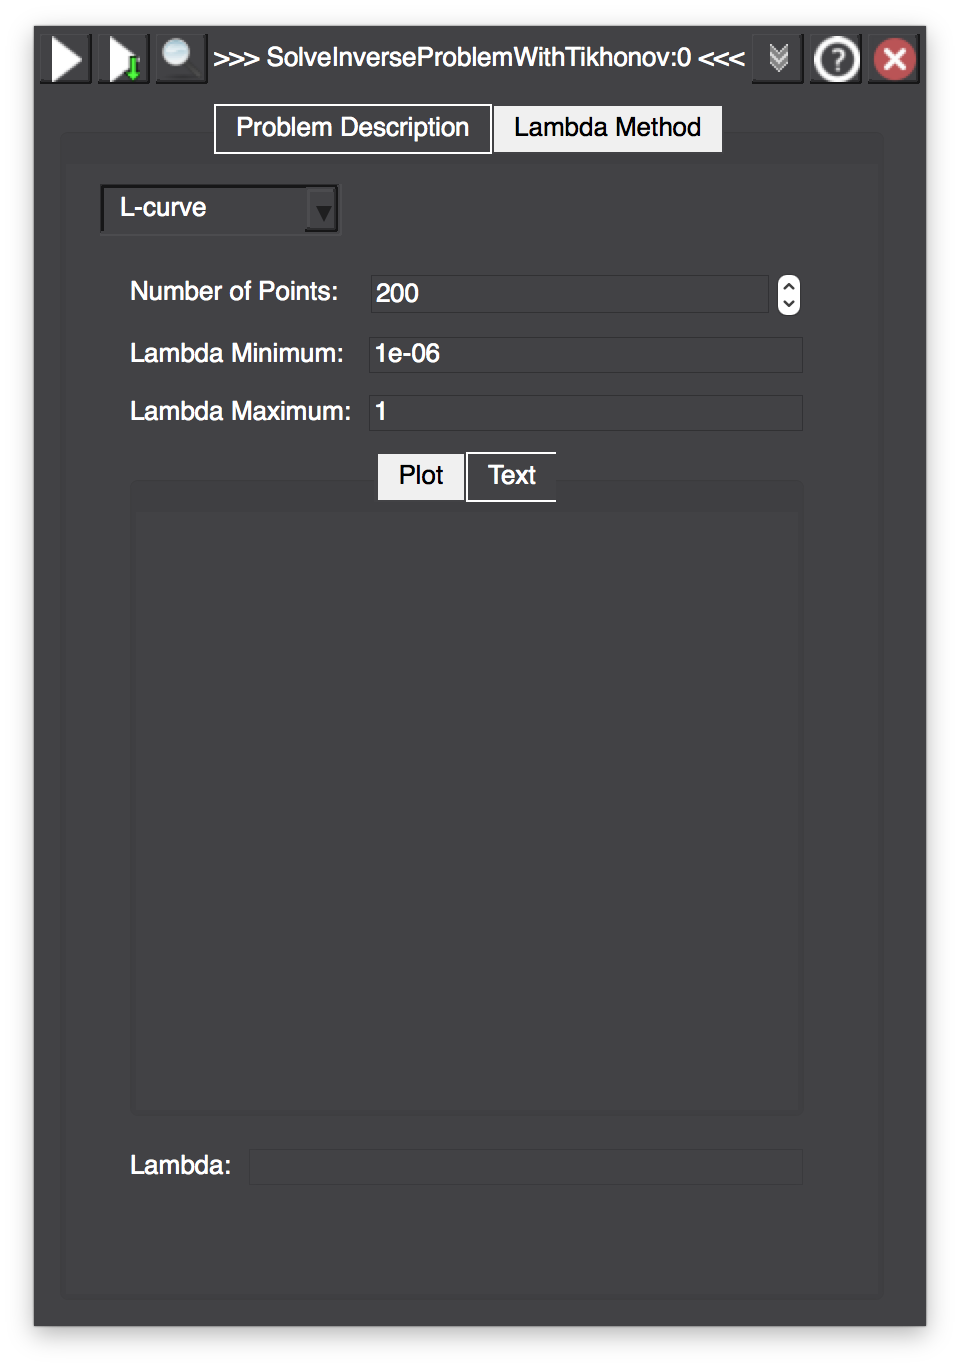 >>> SolveInverseProblemWithTikhonov:0 <<<
Problem Description Lambda Method
L-curve
Number of Points: 200
Lambda Minimum: 1e-06
Lambda Maximum: 1
Plot Text
Lambda: